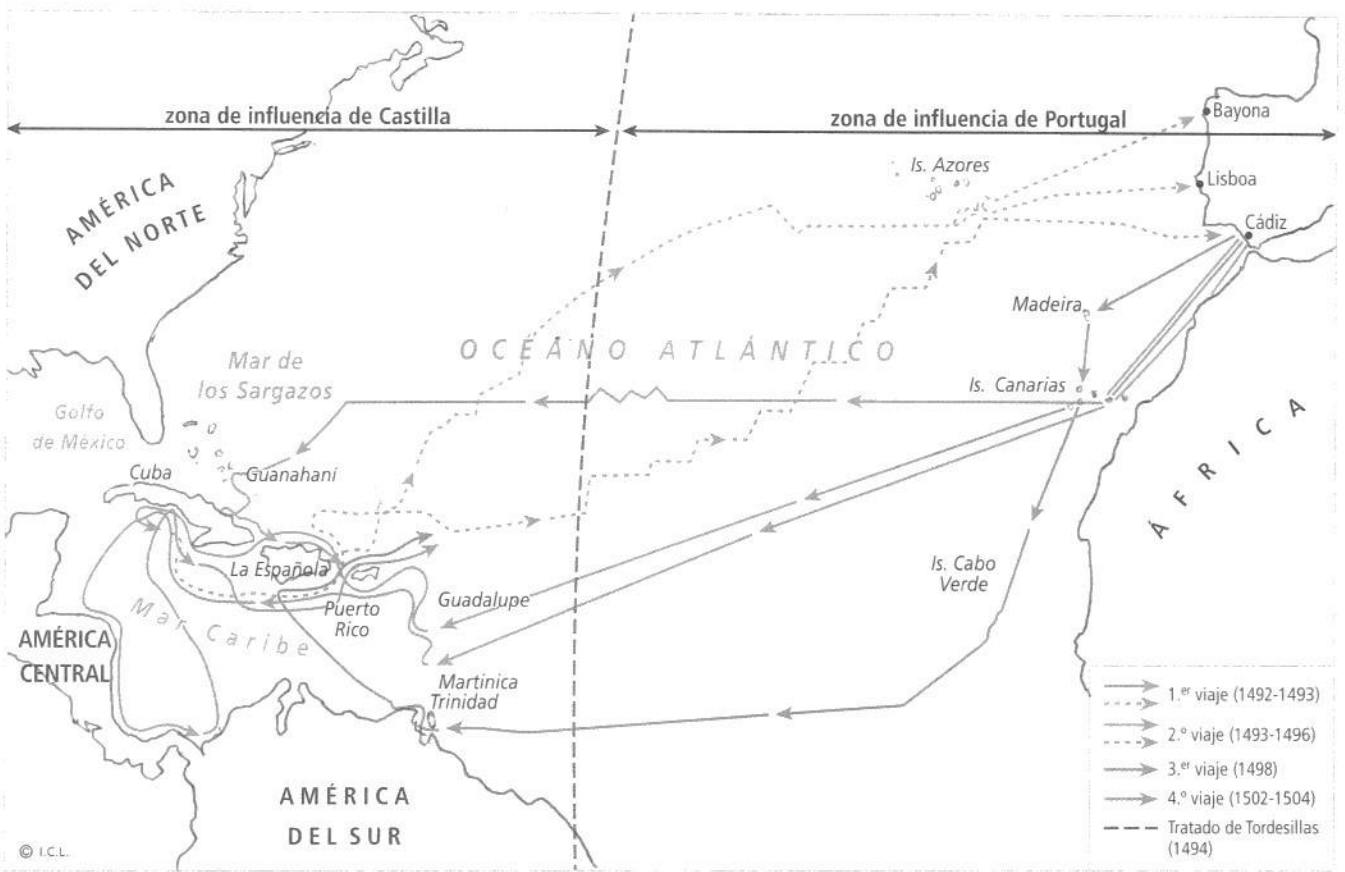 zona de influencia de Castilla
zona de influencia de Portugal
Bayona
Is. Azores
Lisboa
AMÉRICA
DEL NORTE
Cádiz
Madeira
OCÉANO ATLÁNTICO
Mar de
los Sargazos
Is. Canarias
Golfo
de México
ÁFRICA
Cuba
Guanahaní
La Española
Is. Cabo
Verde
Puerto
Rico
Guadalupe
Mar Caribe
AMÉRICA
CENTRAL
Martinica
Trinidad
1.er viaje (1492-1493)
2.º viaje (1493-1496)
3.er viaje (1498)
4.º viaje (1502-1504)
Tratado de Tordesillas
(1494)
AMÉRICA
DEL SUR
© I.C.L.